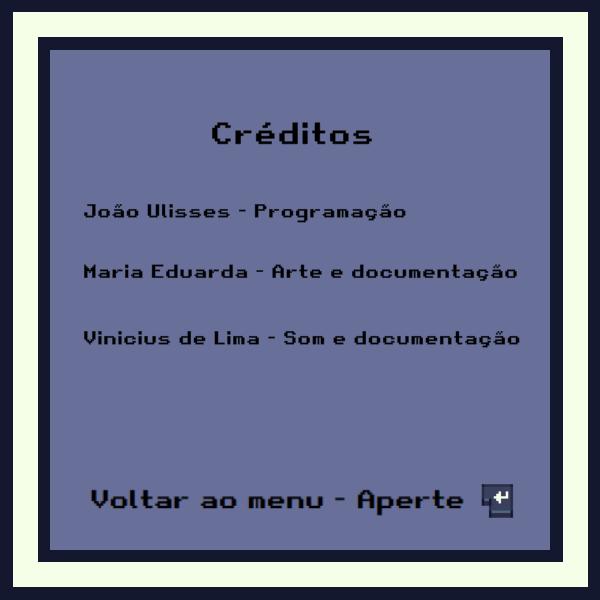 Créditos
João Ulisses - Programação
Maria Eduarda - Arte e documentação
Vinicius de Lima - Som e documentação
Voltar ao menu - Aperte